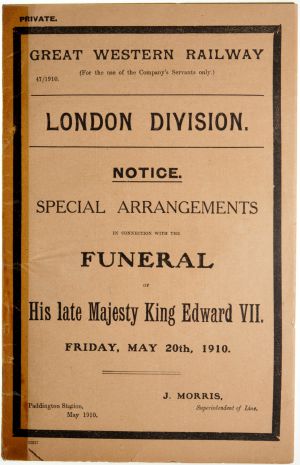 PRIVATE.
GREAT WESTERN RAILWAY
(For the use of the Company's Servants only.)
47/1910.
LONDON DIVISION.
NOTICE.
SPECIAL ARRANGEMENTS
IN CONNECTION WITH THE
FUNERAL
OF
His late Majesty King Edward VII.
FRIDAY, MAY 20th, 1910.
J. MORRIS,
Paddington Station, Superintendent of Line.
May 1910.